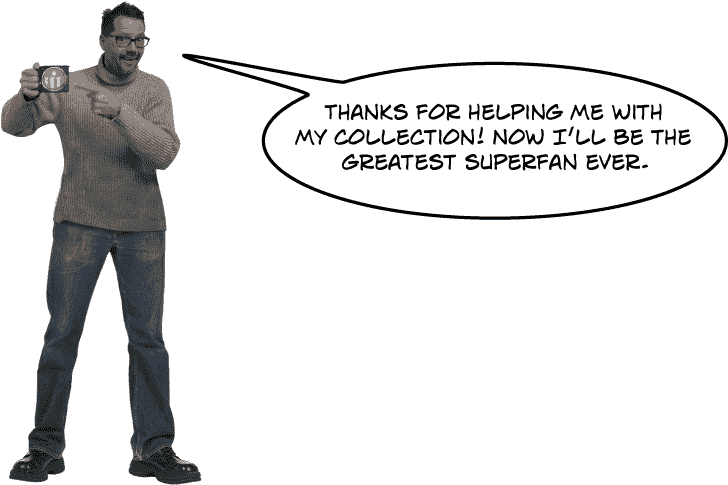 THANKS FOR HELPING ME WITH
MY COLLECTION! NOW I'LL BE THE
GREATEST SUPERFAN EVER.